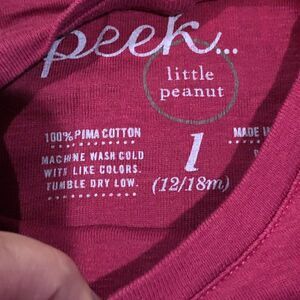 peek...
little
peanut
100% PIMA COTTON
MACHINE WASH COLD
WITH LIKE COLORS.
TUMBLE DRY LOW.
1
(12/18m)
MADE IN